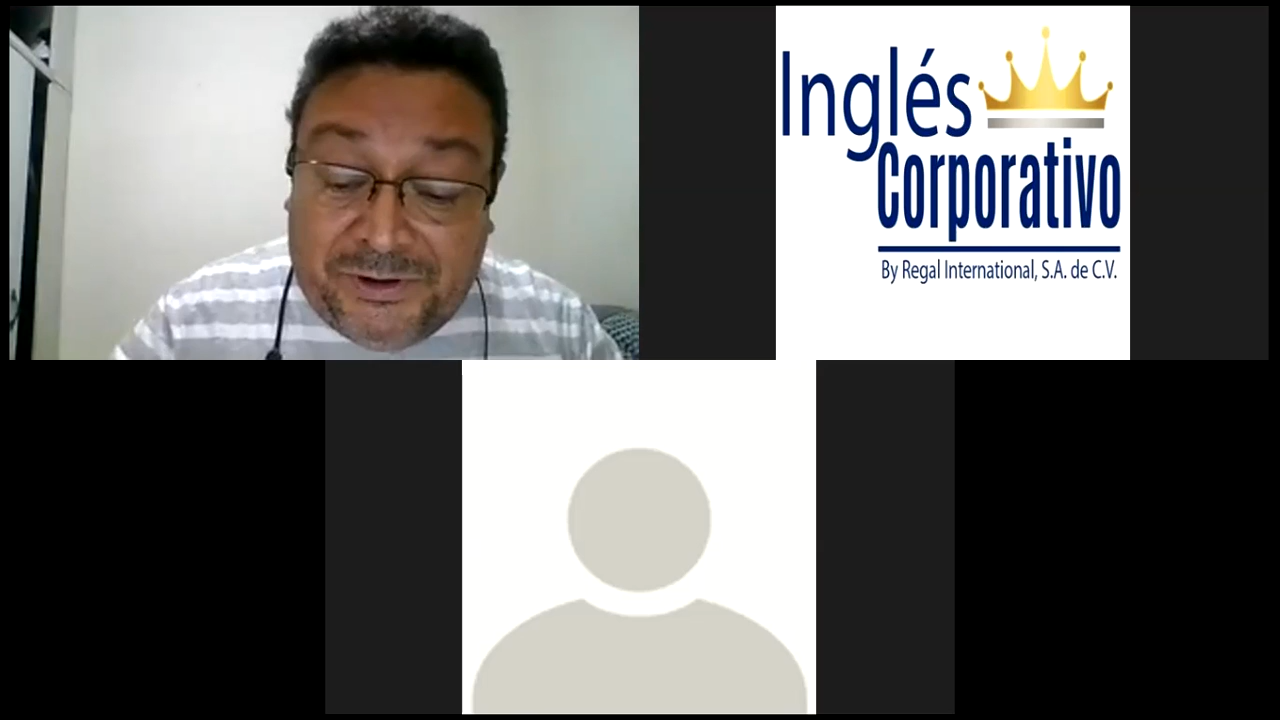 Inglés
Corporativo
By Regal International, S.A. de C.V.